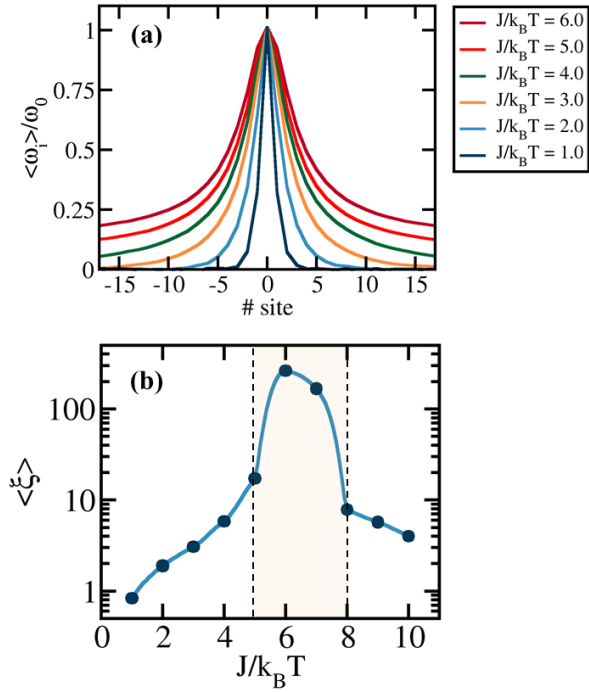 (a)
<ω_i>/ω_0
1
0.75
0.5
0.25
0
-15 -10 -5 0 5 10 15
# site
J/k_BT = 6.0
J/k_BT = 5.0
J/k_BT = 4.0
J/k_BT = 3.0
J/k_BT = 2.0
J/k_BT = 1.0
(b)
<ξ>
100
10
1
0 2 4 6 8 10
J/k_BT